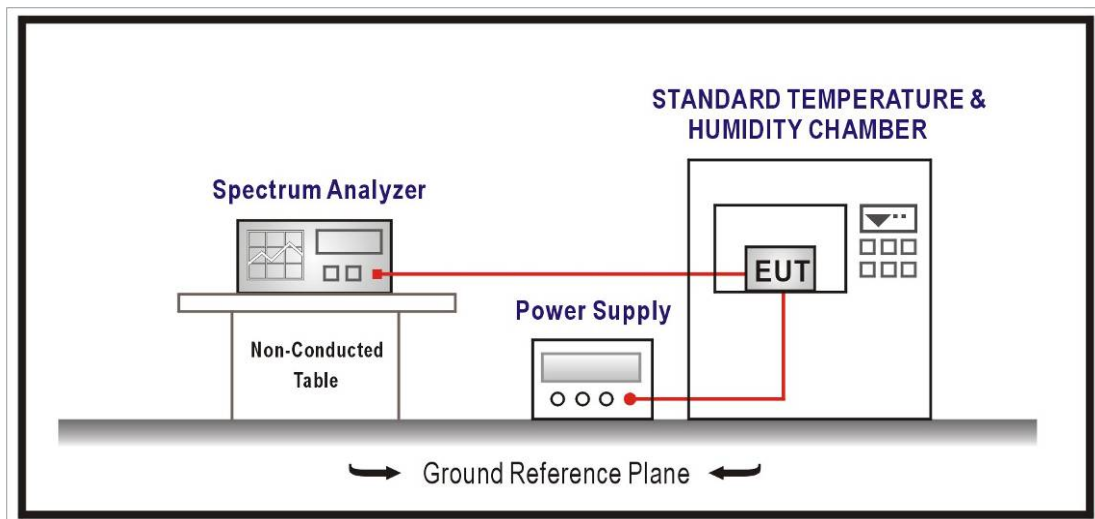 STANDARD TEMPERATURE &
HUMIDITY CHAMBER
Spectrum Analyzer
EUT
Power Supply
Non-Conducted
Table
Ground Reference Plane